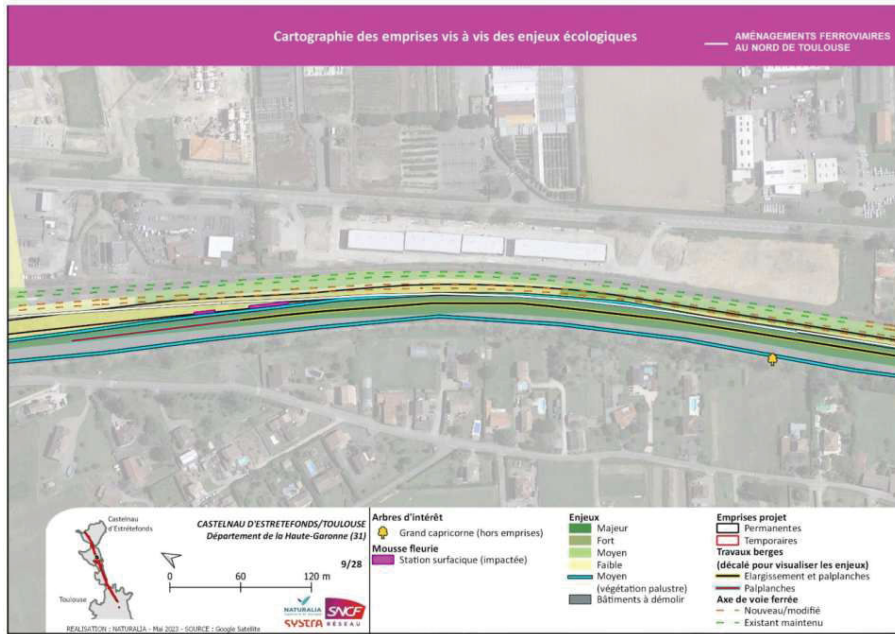 Cartographie des emprises vis à vis des enjeux écologiques
AMÉNAGEMENTS FERROVIAIRES
AU NORD DE TOULOUSE
Castelnau
d'Estrétefonds
Toulouse
CASTELNAU D'ESTRETEFONDS/TOULOUSE
Département de la Haute-Garonne (31)
9/28
0 60 120 m
NATURALIA
SYSTRA
SNCF
RESEAU
REALISATION : NATURALIA - Mai 2023 - SOURCE : Google Satellite
Arbres d'intérêt
Grand capricorne (hors emprises)
Mousse fleurie
Station surfacique (impactée)
Enjeux
Majeur
Fort
Moyen
Faible
Moyen
(végétation palustre)
Bâtiments à démolir
Emprises projet
Permanentes
Temporaires
Travaux berges
(décalé pour visualiser les enjeux)
Elargissement et palplanches
Palplanches
Axe de voie ferrée
Nouveau/modifié
Existant maintenu